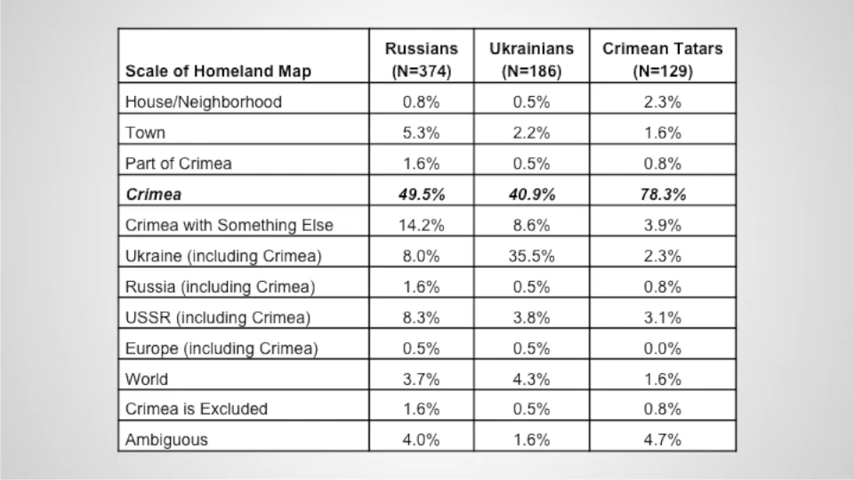 Scale of Homeland Map Russians (N=374) Ukrainians (N=186) Crimean Tatars (N=129)
House/Neighborhood 0.8% 0.5% 2.3%
Town 5.3% 2.2% 1.6%
Part of Crimea 1.6% 0.5% 0.8%
Crimea 49.5% 40.9% 78.3%
Crimea with Something Else 14.2% 8.6% 3.9%
Ukraine (including Crimea) 8.0% 35.5% 2.3%
Russia (including Crimea) 1.6% 0.5% 0.8%
USSR (including Crimea) 8.3% 3.8% 3.1%
Europe (including Crimea) 0.5% 0.5% 0.0%
World 3.7% 4.3% 1.6%
Crimea is Excluded 1.6% 0.5% 0.8%
Ambiguous 4.0% 1.6% 4.7%